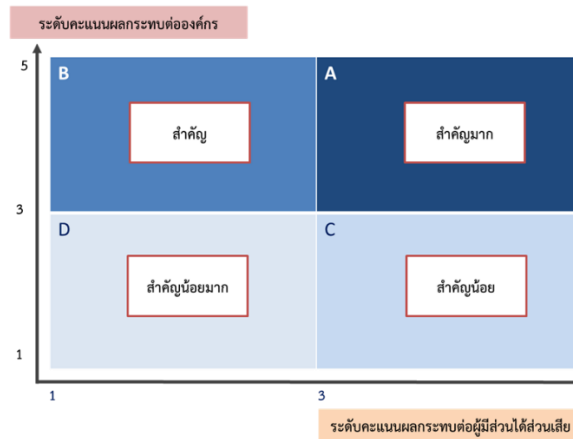 ระดับคะแนนผลกระทบต่อองค์กร
5
B
A
สำคัญ
สำคัญมาก
3
D
C
สำคัญน้อยมาก
สำคัญน้อย
1
1
3
ระดับคะแนนผลกระทบต่อผู้มีส่วนได้ส่วนเสีย